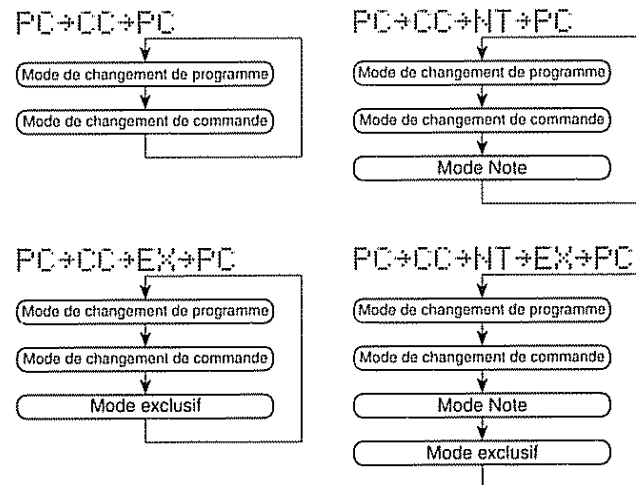 PC→CC→PC
Mode de changement de programme
Mode de changement de commande
PC→CC→NT→PC
Mode de changement de programme
Mode de changement de commande
Mode Note
PC→CC→EX→PC
Mode de changement de programme
Mode de changement de commande
Mode exclusif
PC→CC→NT→EX→PC
Mode de changement de programme
Mode de changement de commande
Mode Note
Mode exclusif